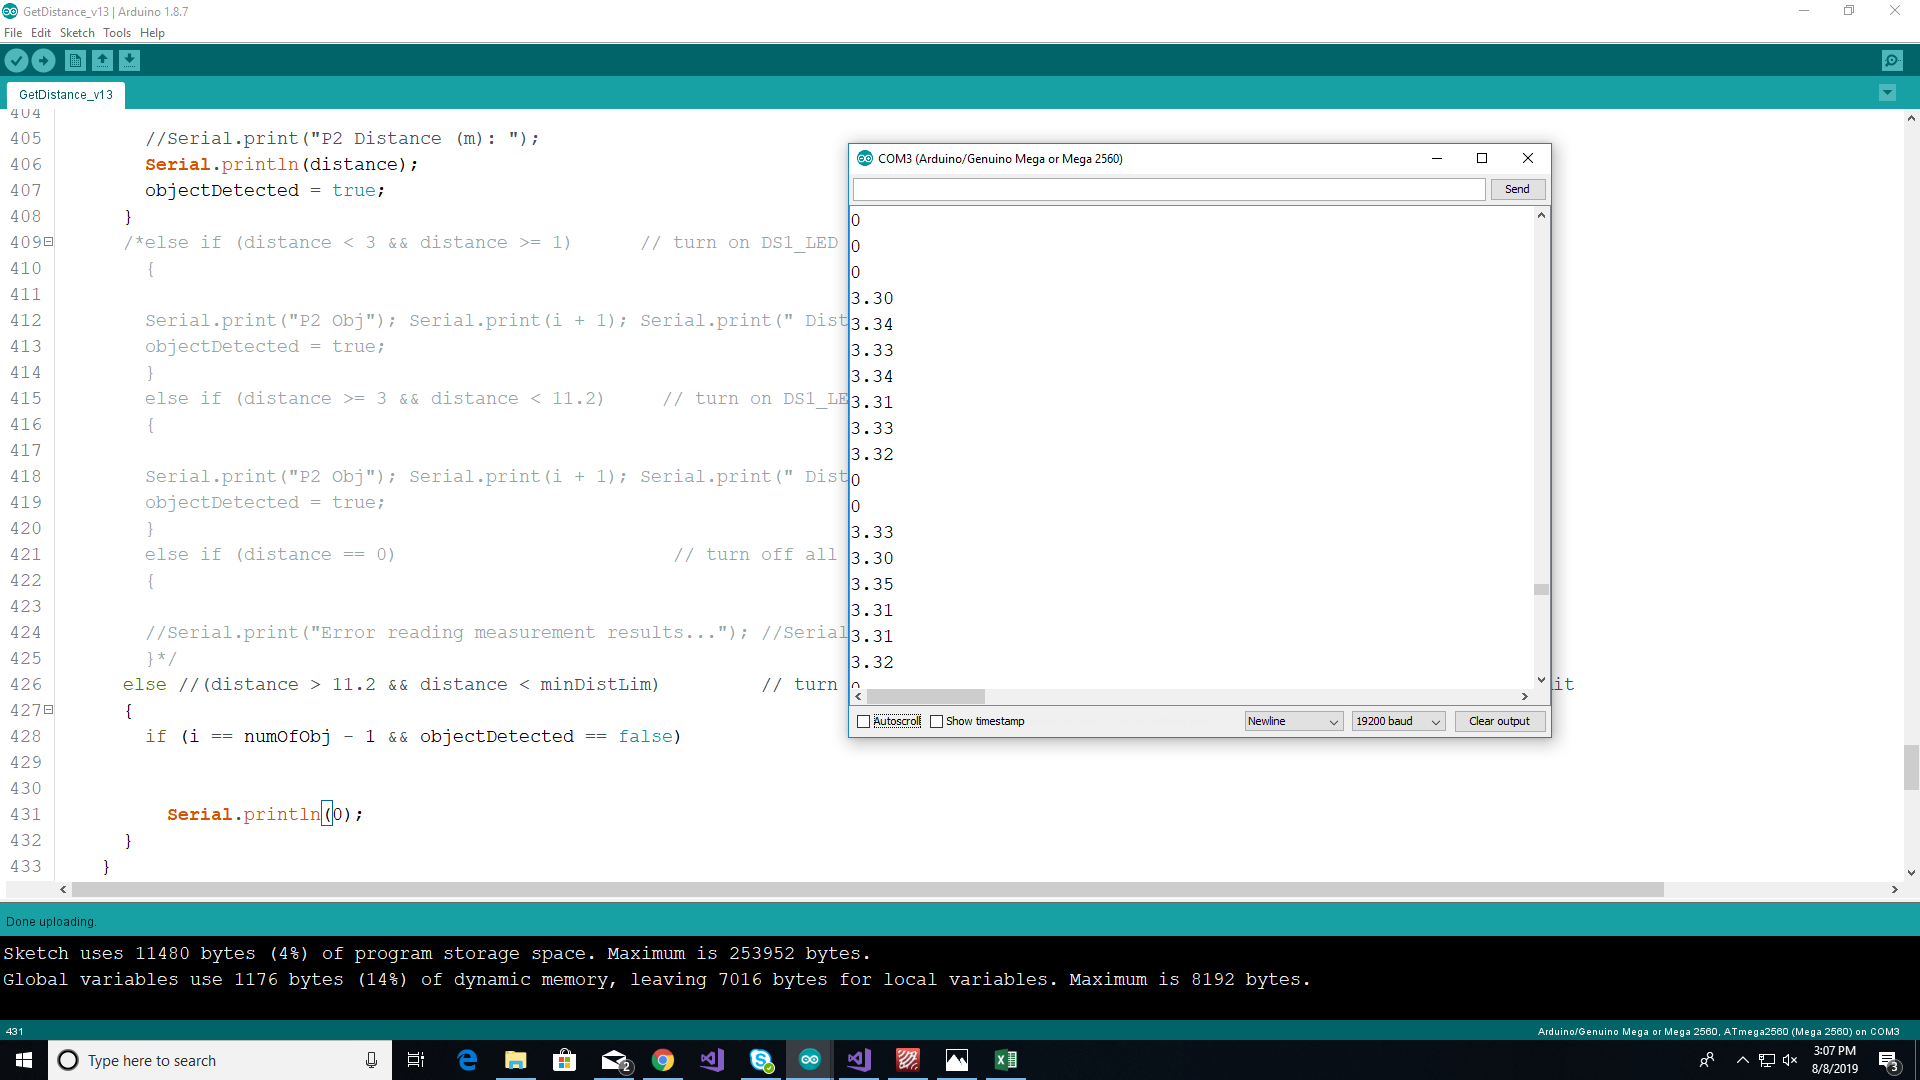 GetDistance_v13 | Arduino 1.8.7
File Edit Sketch Tools Help
GetDistance_v13
404
405 //Serial.print("P2 Distance (m): ");
406 Serial.println(distance);
407 objectDetected = true;
408 }
409 /*else if (distance < 3 && distance >= 1) // turn on DS1_LED
410 {
411
412 Serial.print("P2 Obj"); Serial.print(i + 1); Serial.print(" Dist
413 objectDetected = true;
414 }
415 else if (distance >= 3 && distance < 11.2) // turn on DS1_LE
416 {
417
418 Serial.print("P2 Obj"); Serial.print(i + 1); Serial.print(" Dist
419 objectDetected = true;
420 }
421 else if (distance == 0) // turn off all
422 {
423
424 //Serial.print("Error reading measurement results..."); //Serial
425 }*/
426 else //(distance > 11.2 && distance < minDistLim) // turn it
427 {
428 if (i == numOfObj - 1 && objectDetected == false)
429
430
431 Serial.println(0);
432 }
433 }
COM3 (Arduino/Genuino Mega or Mega 2560)
Send
0
0
0
3.30
3.34
3.33
3.34
3.31
3.33
3.32
0
0
3.33
3.30
3.35
3.31
3.31
3.32
0
Autoscroll Show timestamp Newline 19200 baud Clear output
Done uploading.
Sketch uses 11480 bytes (4%) of program storage space. Maximum is 253952 bytes.
Global variables use 1176 bytes (14%) of dynamic memory, leaving 7016 bytes for local variables. Maximum is 8192 bytes.
431 Arduino/Genuino Mega or Mega 2560, ATmega2560 (Mega 2560) on COM3
Type here to search
2
3:07 PM
8/8/2019
3